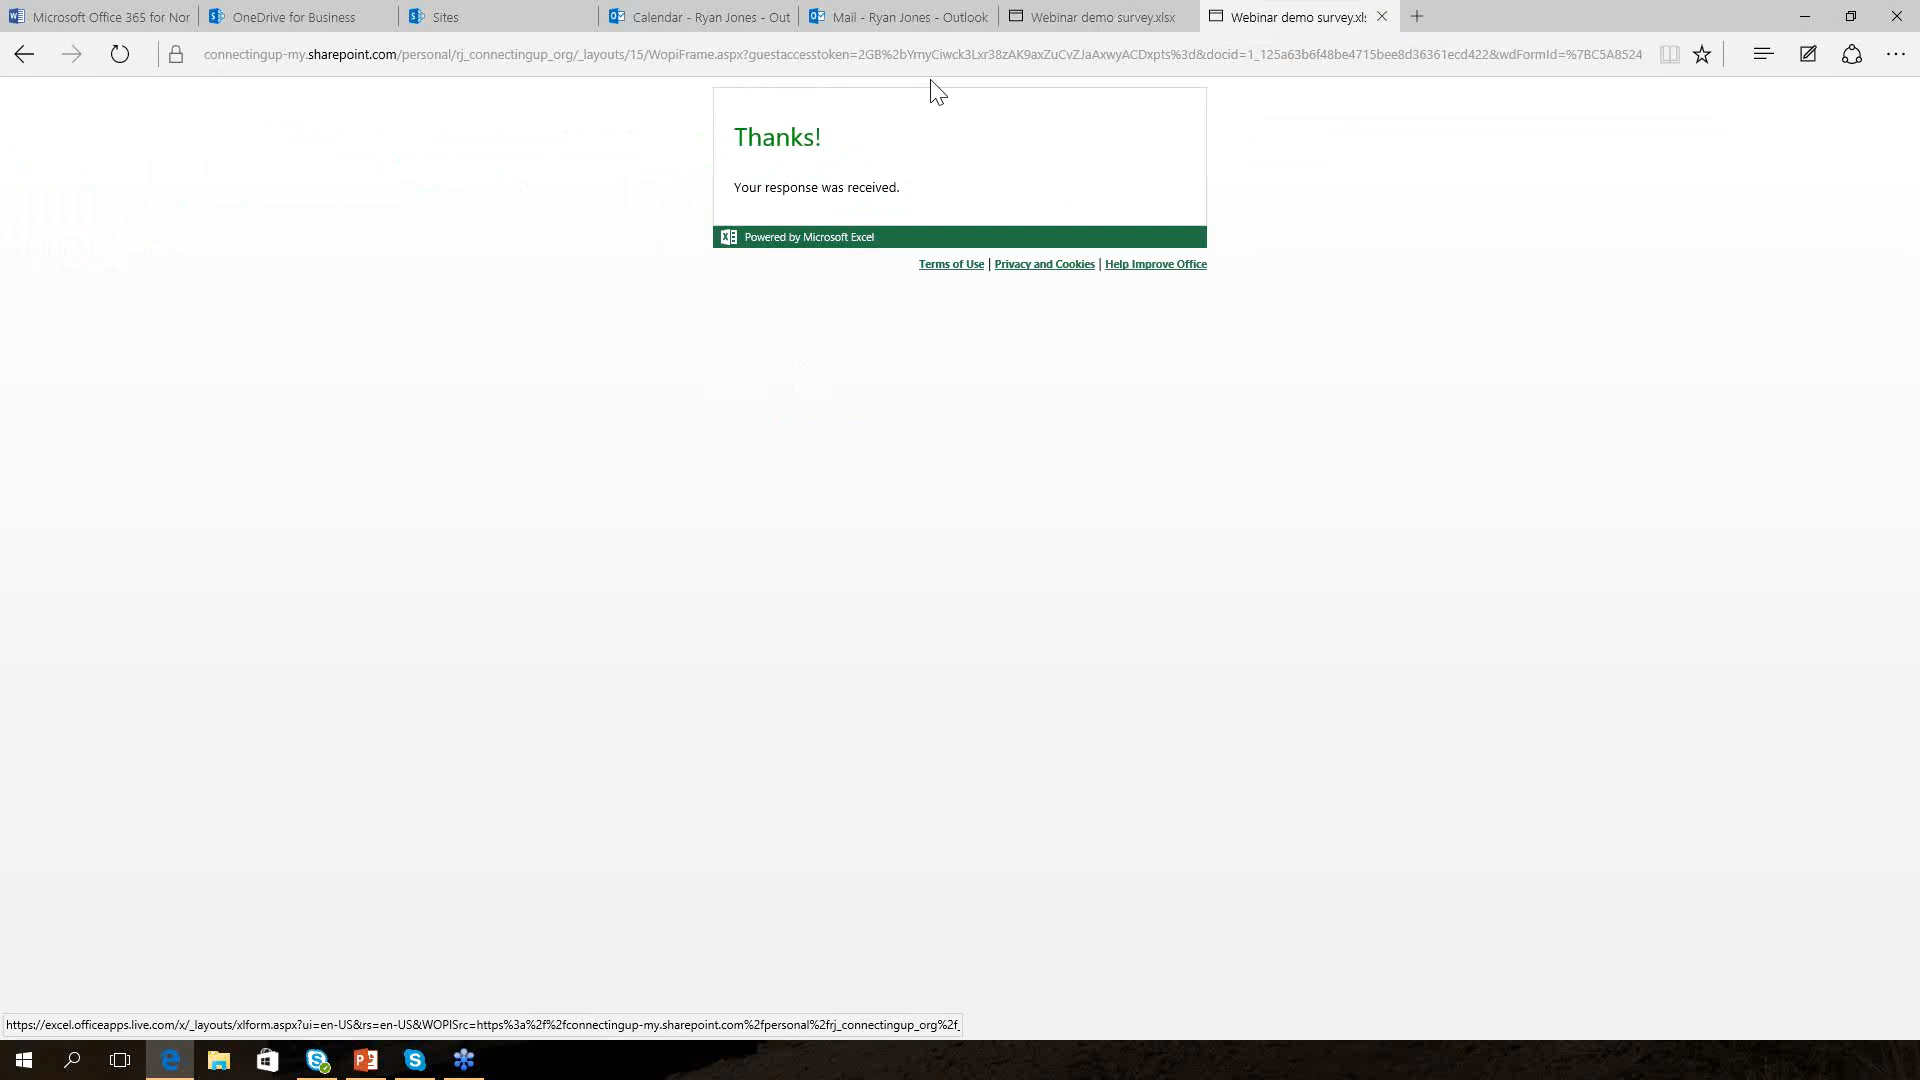 Microsoft Office 365 for Nor
OneDrive for Business
Sites
Calendar - Ryan Jones - Out
Mail - Ryan Jones - Outlook
Webinar demo survey.xlsx
Webinar demo survey.xl
connectingup-my.sharepoint.com/personal/rj_connectingup_org/_layouts/15/WopiFrame.aspx?guestaccesstoken=2GB%2bYrnyCiwck3Lxr38zAK9axZuCvZJaAxwyACDxpts%3d&docid=1_125a63b6f48be4715bee8d36361ecd422&wdFormId=%7BC5A8524
Thanks!
Your response was received.
Powered by Microsoft Excel
Terms of Use | Privacy and Cookies | Help Improve Office
https://excel.officeapps.live.com/x/_layouts/xlform.aspx?ui=en-US&rs=en-US&WOPISrc=https%3a%2f%2fconnectingup-my.sharepoint.com%2fpersonal%2frj_connectingup_org%2f_